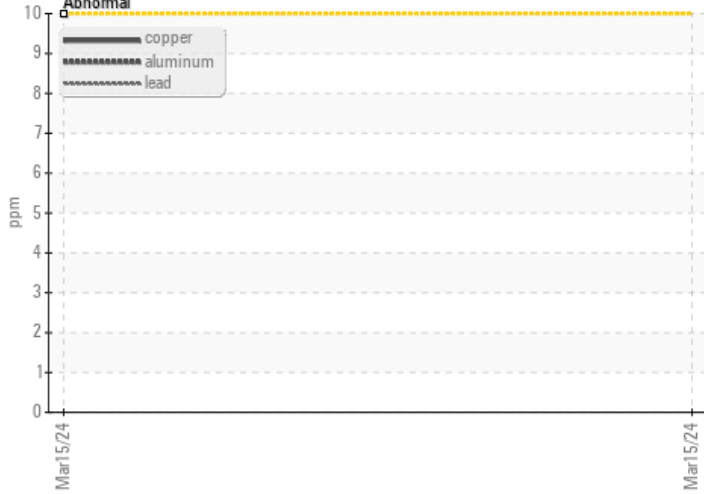 Abnormal
10
copper
9
aluminum
lead
8
7
6
ppm
5
4
3
2
1
0
Mar15/24
Mar15/24